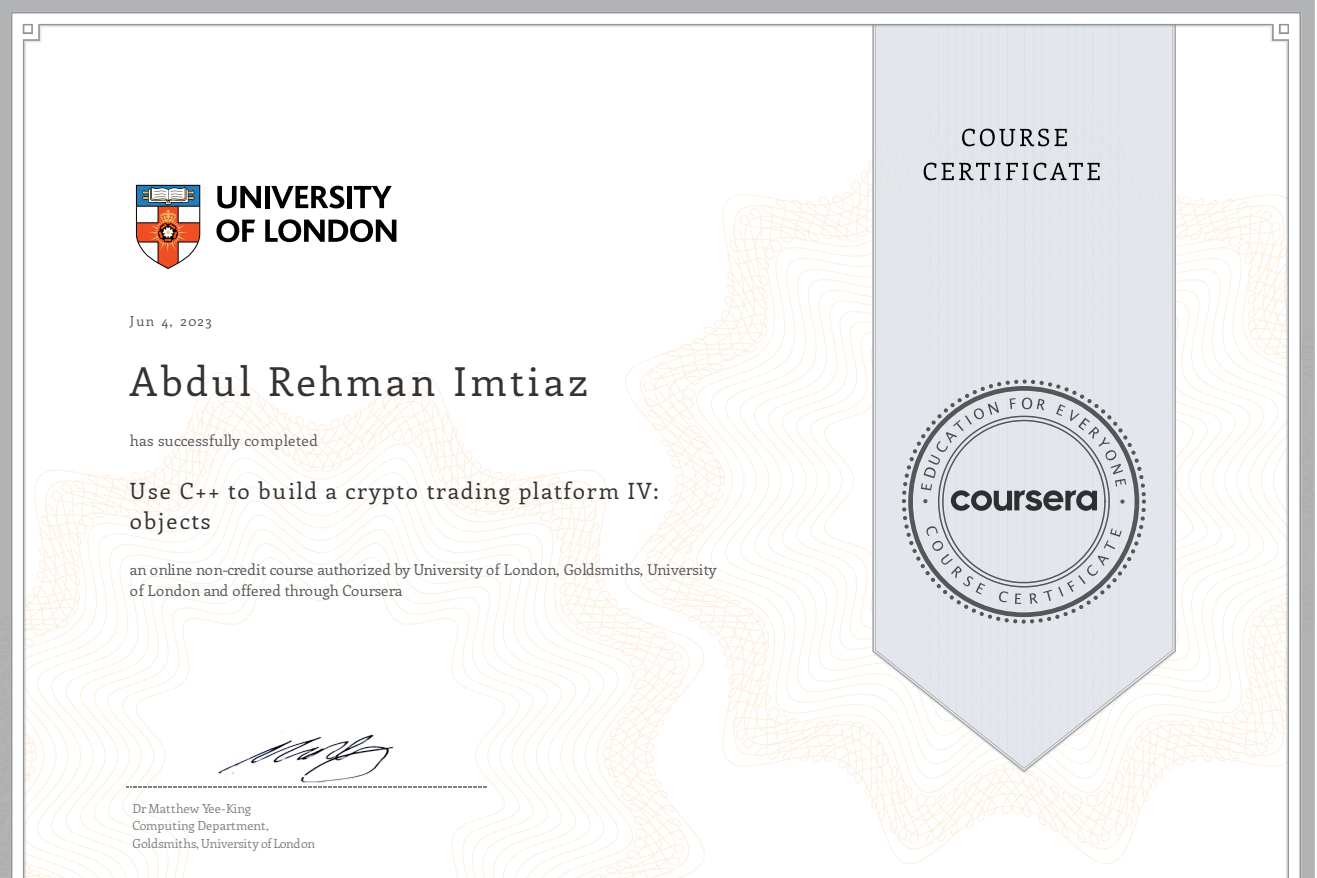 COURSE
CERTIFICATE
UNIVERSITY
OF LONDON
Jun 4, 2023
Abdul Rehman Imtiaz
has successfully completed
Use C++ to build a crypto trading platform IV:
objects
an online non-credit course authorized by University of London, Goldsmiths, University
of London and offered through Coursera
EDUCATION FOR EVERYONE
coursera
COURSE CERTIFICATE
Dr Matthew Yee-King
Computing Department,
Goldsmiths, University of London